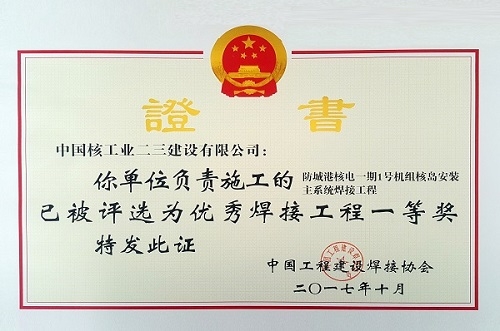 證書
中国核工业二三建设有限公司：
你单位负责施工的 防城港核电一期1号机组核岛安装
主系统焊接工程
已被评选为优秀焊接工程一等奖
特发此证
中国工程建设焊接协会
二〇一七年十月